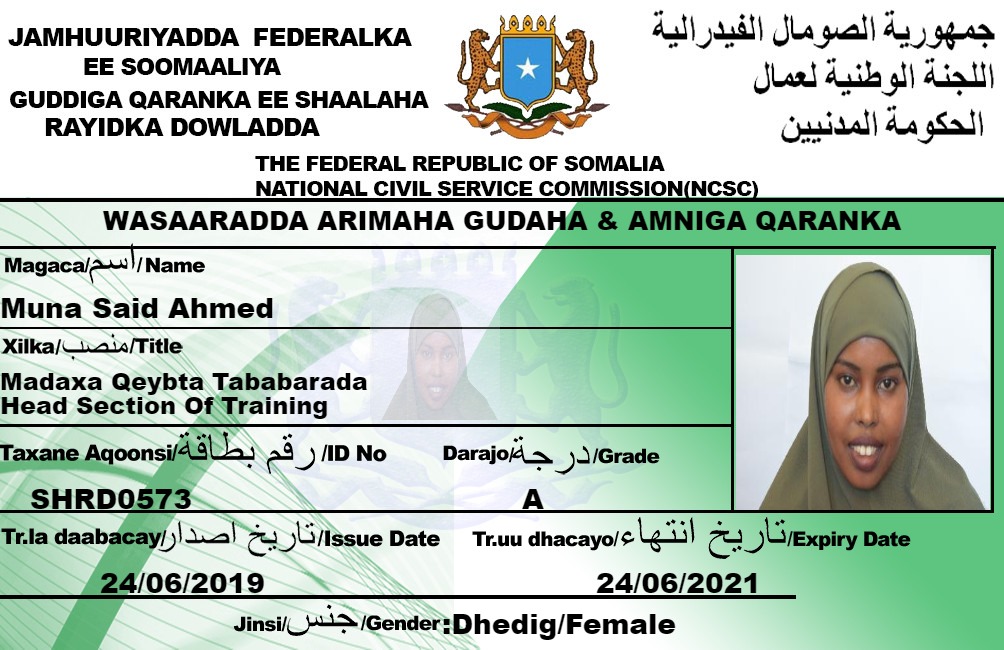 JAMHUURIYADDA FEDERALKA
EE SOOMAALIYA
GUDDIGA QARANKA EE SHAALAHA
RAYIDKA DOWLADDA
جمهورية الصومال الفيدرالية
اللجنة الوطنية لعمال
الحكومة المدنيين
THE FEDERAL REPUBLIC OF SOMALIA
NATIONAL CIVIL SERVICE COMMISSION(NCSC)
WASAARADDA ARIMAHA GUDAHA & AMNIGA QARANKA
Magaca/اسم/Name
Muna Said Ahmed
Xilka/منصب/Title
Madaxa Qeybta Tababarada
Head Section Of Training
Taxane Aqoonsi/رقم بطاقة/ID No Darajo/درجة/Grade
SHRD0573 A
Tr.la daabacay/تاريخ اصدار/Issue Date Tr.uu dhacayo/تاريخ انتهاء/Expiry Date
24/06/2019 24/06/2021
Jinsi/جنس/Gender:Dhedig/Female